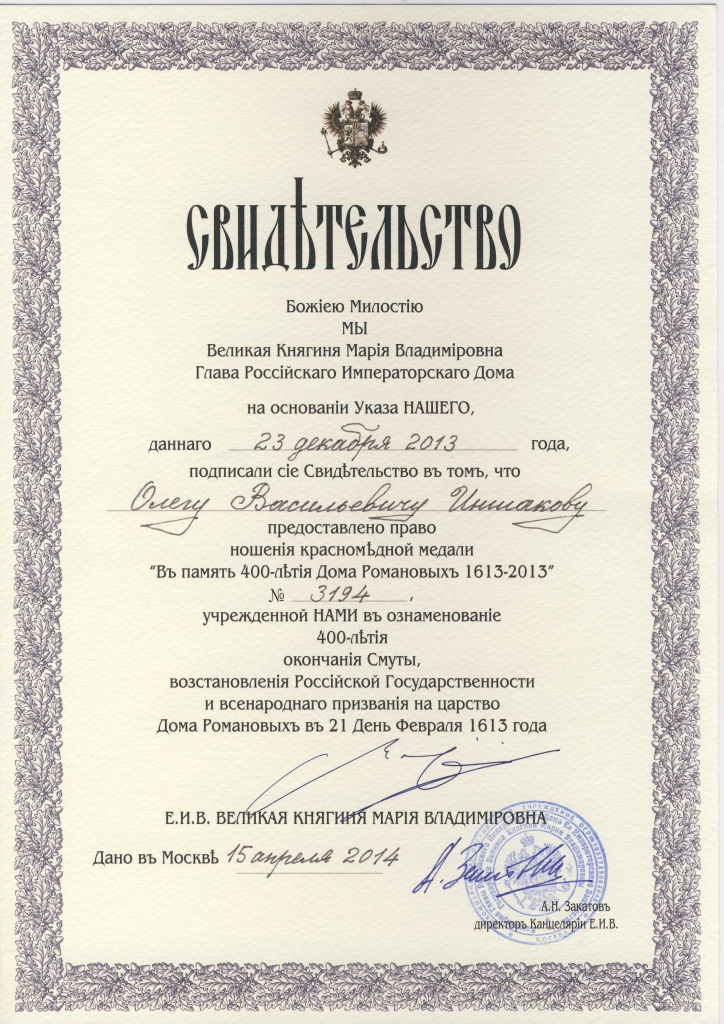 СВИДѢТЕЛЬСТВО
Божіею Милостію
МЫ
Великая Княгиня Марія Владиміровна
Глава Россійскаго Императорскаго Дома
на основаніи Указа НАШЕГО,
даннаго 23 декабря 2013 года,
подписали сіе Свидѣтельство въ томъ, что
Олегу Васильевичу Иншакову
предоставлено право
ношенія красномѣдной медали
"Въ память 400-лѣтія Дома Романовыхъ 1613-2013"
№ 3194,
учрежденной НАМИ въ ознаменованіе
400-лѣтія
окончанія Смуты,
возстановленія Россійской Государственности
и всенароднаго призванія на царство
Дома Романовыхъ въ 21 День Февраля 1613 года
Е.И.В. ВЕЛИКАЯ КНЯГИНЯ МАРІЯ ВЛАДИМІРОВНА
Дано въ Москвѣ 15 апреля 2014
А.Н. Закатовъ
директоръ Канцеляріи Е.И.В.